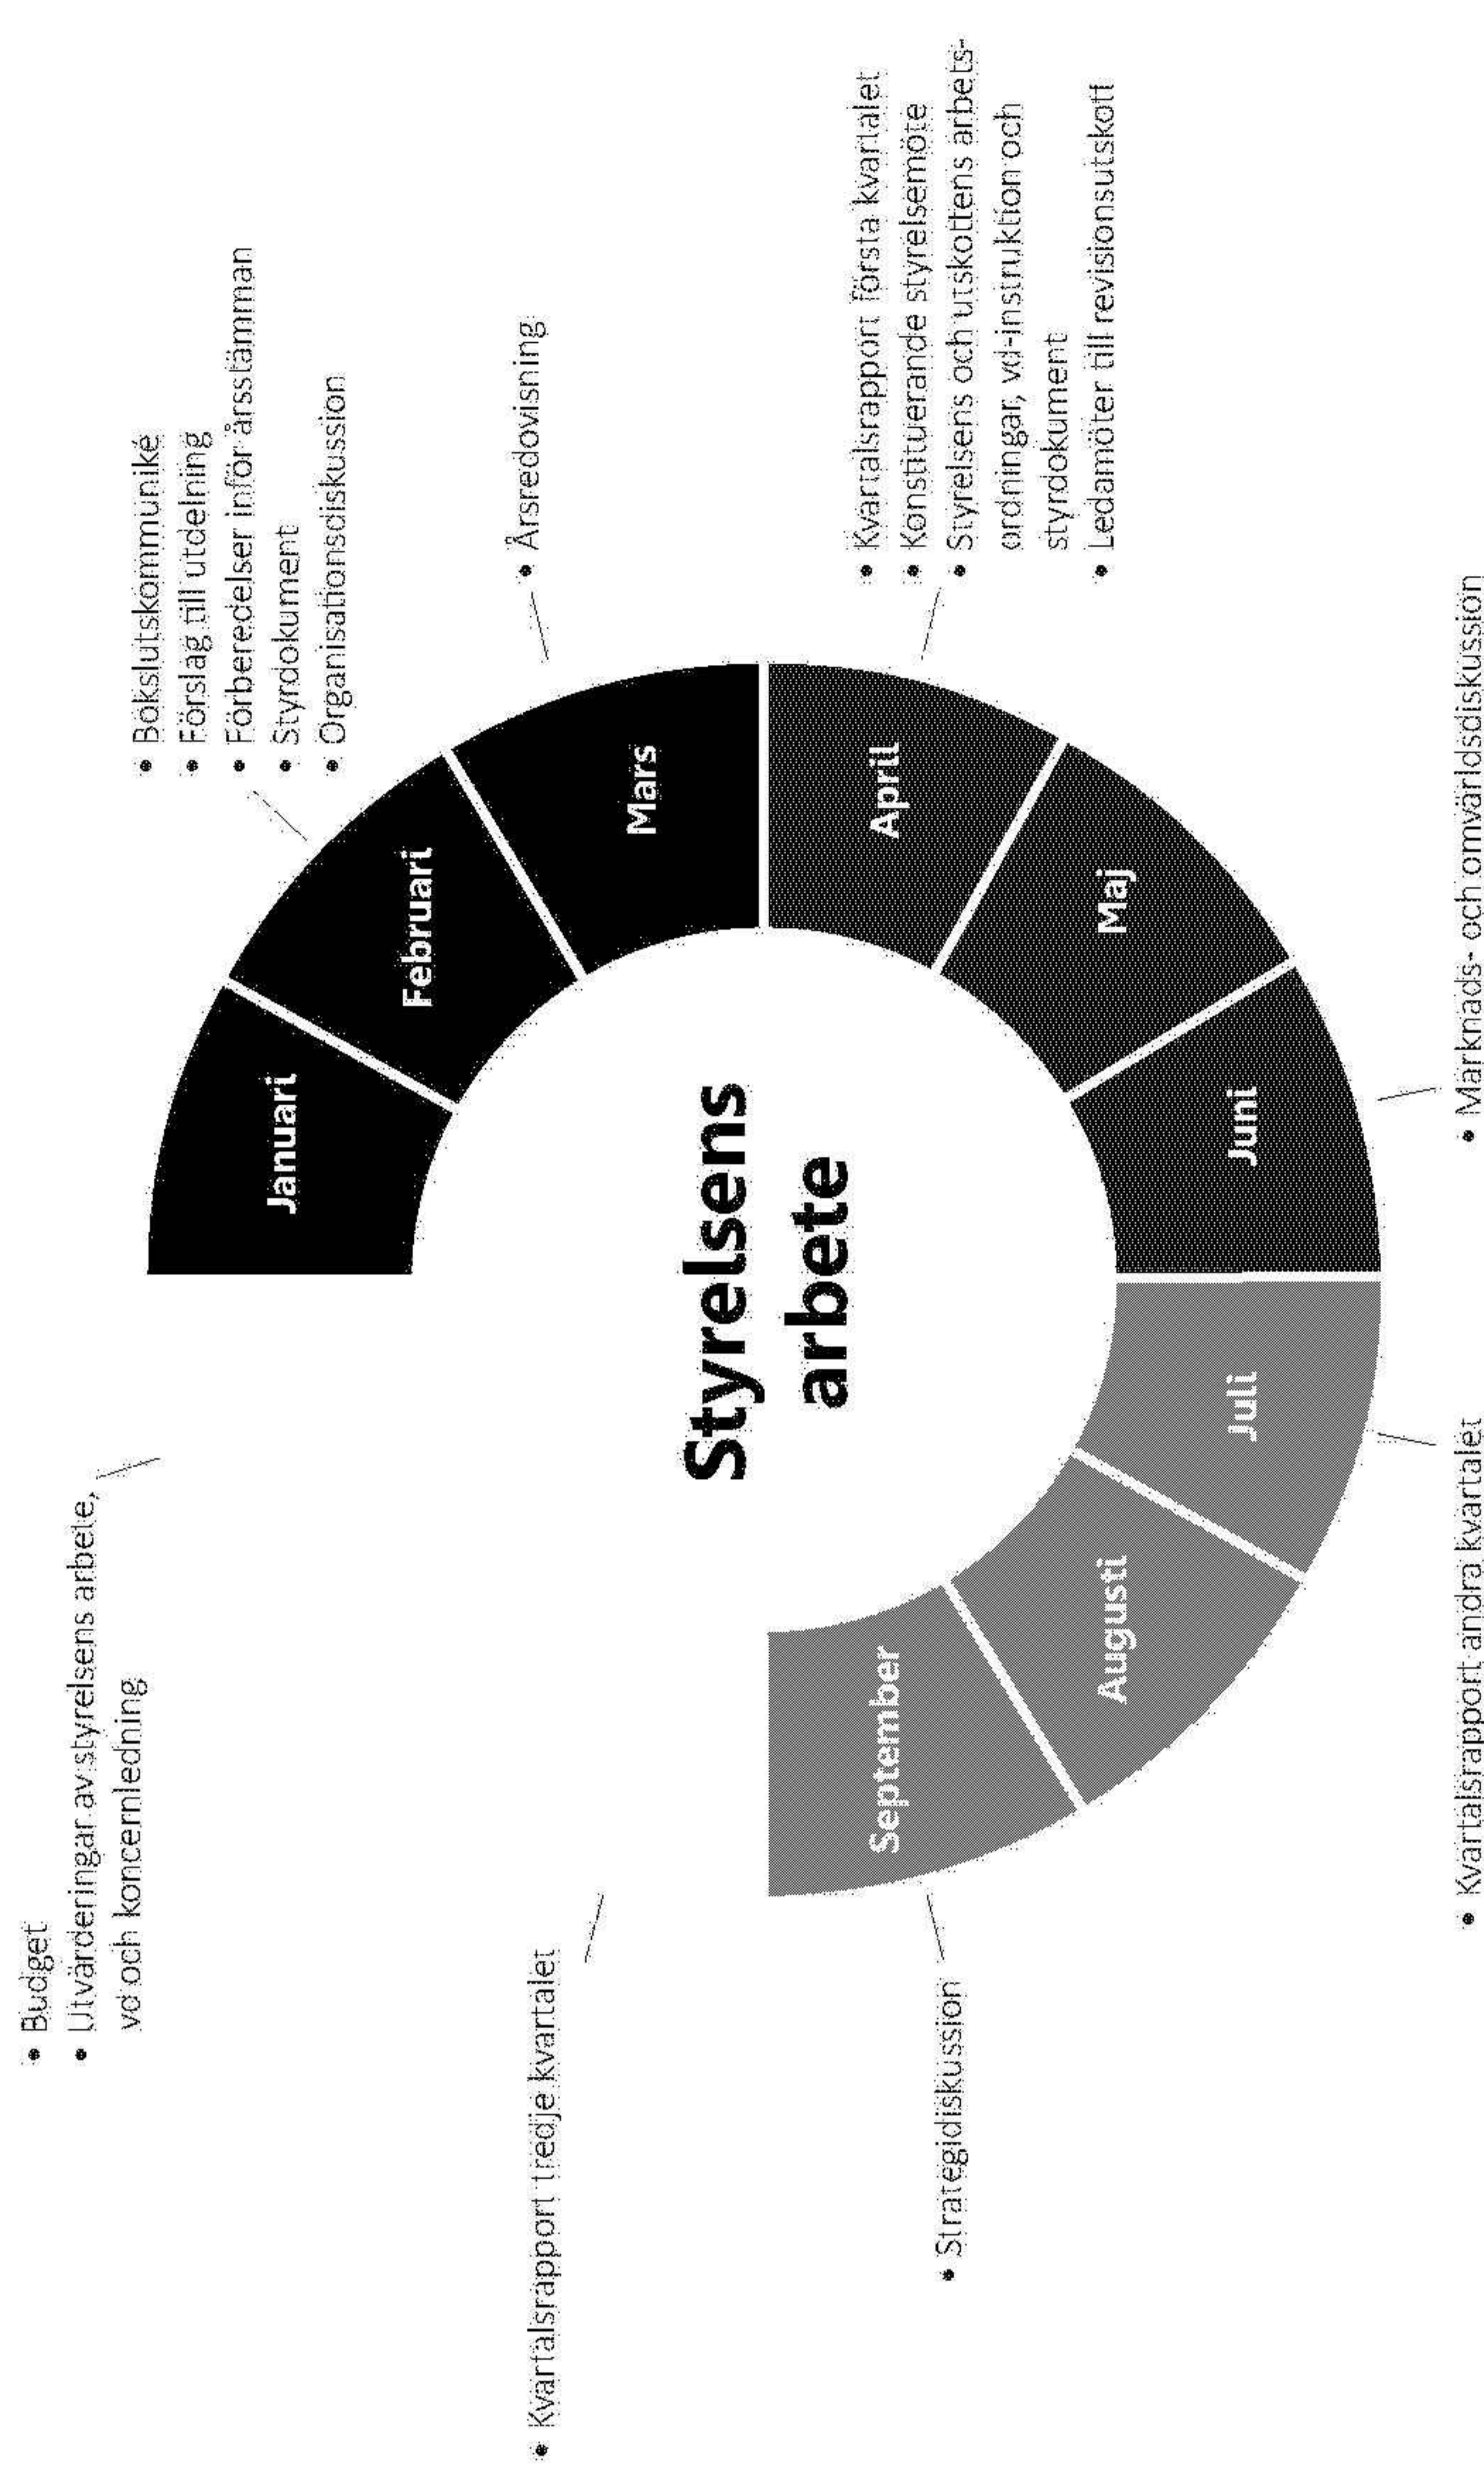 Styrelsens
arbete
Januari
Februari
• Bokslutskommuniké
• Förslag till utdelning
• Förberedelser inför årsstämman
• Styrdokument
• Organisationsdiskussion
Mars
• Årsredovisning
April
• Kvartalsrapport första kvartalet
• Konstituerande styrelsemöte
• Styrelsens och utskottens arbets-
ordningar, vd-instruktion och
styrdokument
• Ledamöter till revisionsutskott
Maj
Juni
• Marknads- och omvärldsdiskussion
Juli
• Kvartalsrapport andra kvartalet
Augusti
September
• Strategidiskussion
• Kvartalsrapport tredje kvartalet
• Budget
• Utvärderingar av styrelsens arbete,
vd och koncernledning